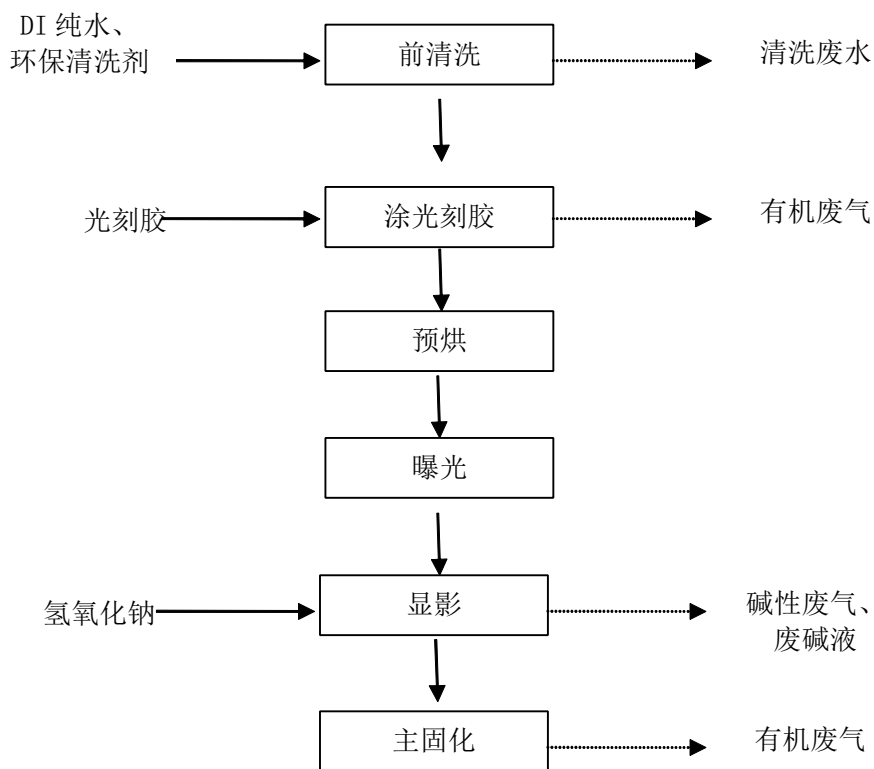 DI 纯水、
环保清洗剂
前清洗
清洗废水
光刻胶
涂光刻胶
有机废气
预烘
曝光
氢氧化钠
显影
碱性废气、
废碱液
主固化
有机废气